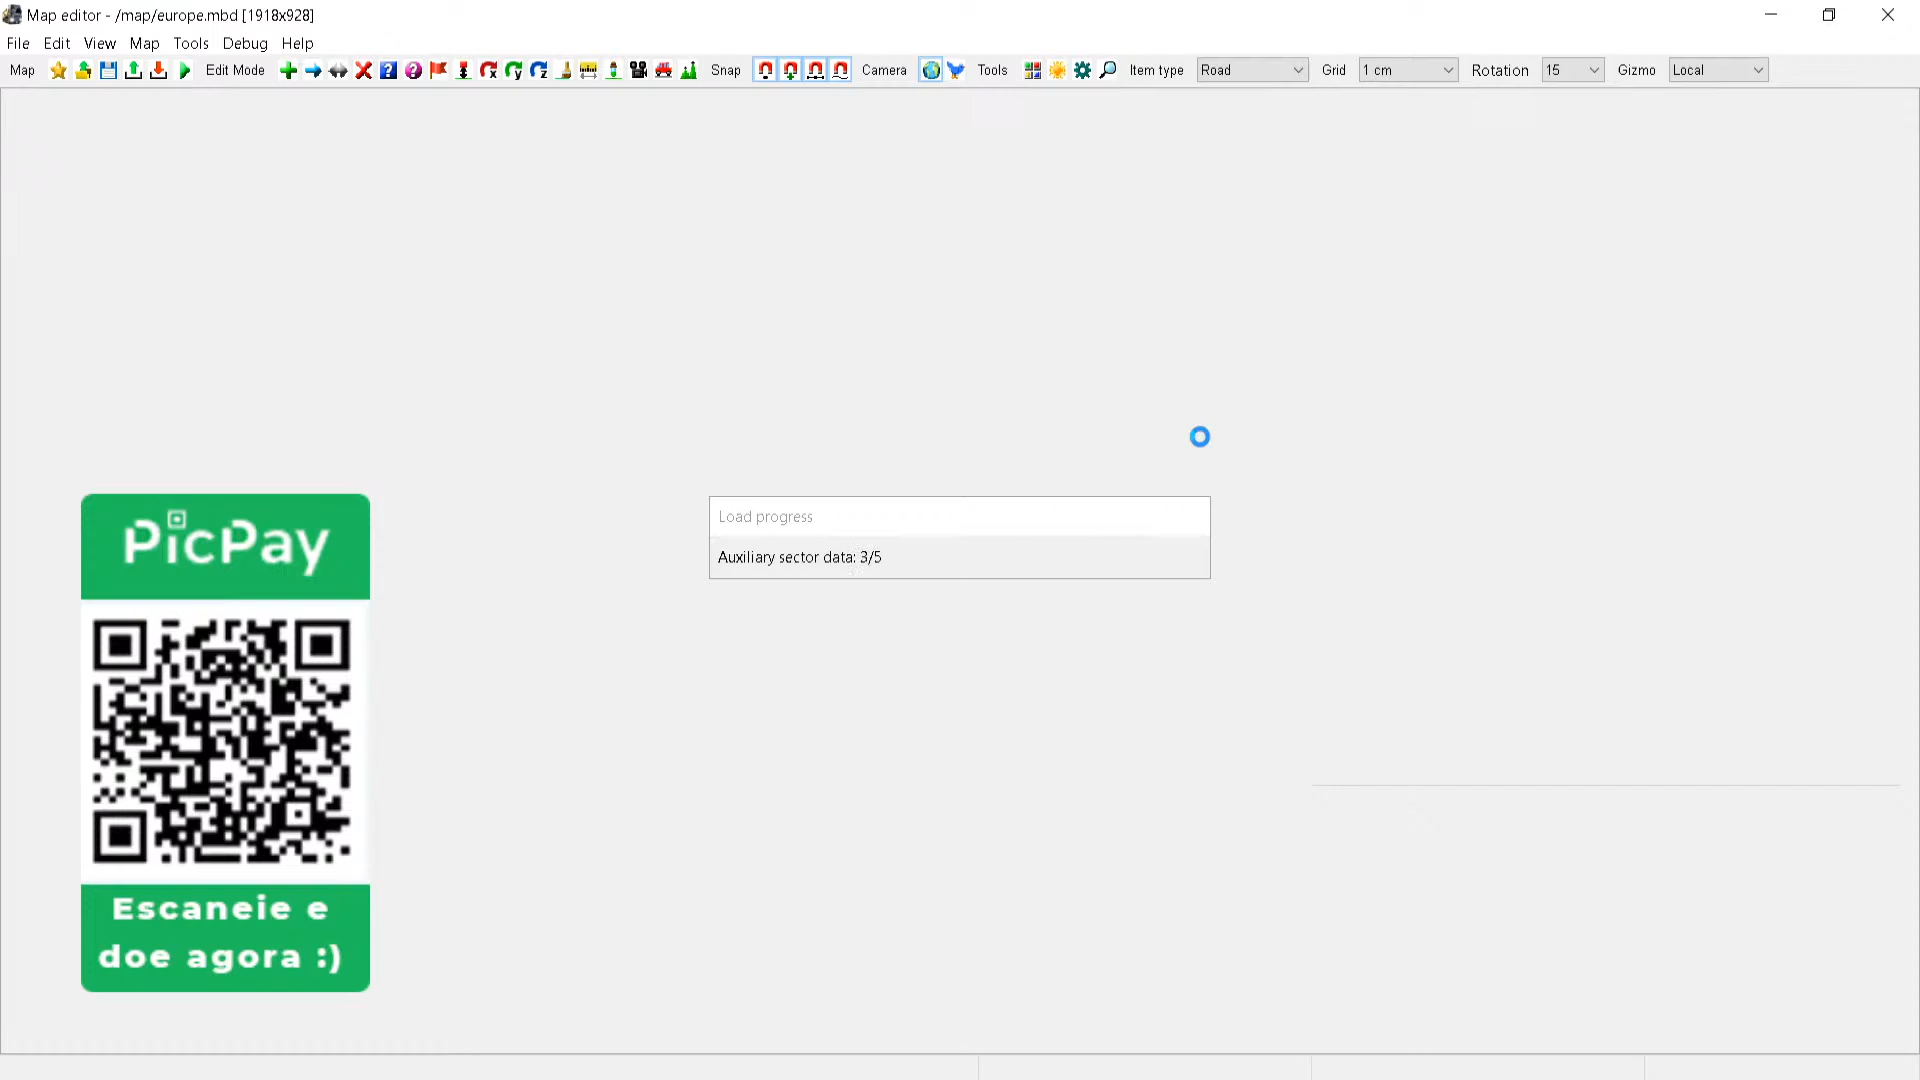 Map editor - /map/europe.mbd [1918x928]
File Edit View Map Tools Debug Help
Map Edit Mode Snap Camera Tools Item type Road Grid 1 cm Rotation 15 Gizmo Local
Load progress
Auxiliary sector data: 3/5
PicPay
Escaneie e
doe agora :)